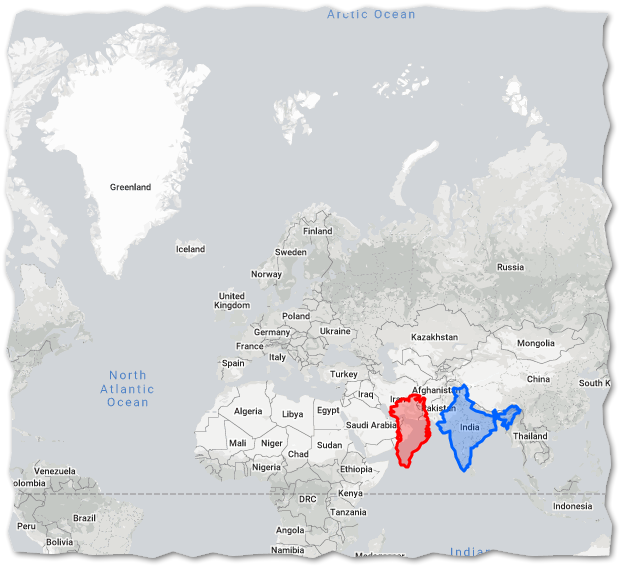 Arctic Ocean
Greenland
Iceland
Finland
Sweden
Norway
Russia
United
Kingdom
Poland
Germany
Ukraine
France
Italy
Spain
Kazakhstan
Mongolia
North
Atlantic
Ocean
Turkey
China
South K
Afghanistan
Iraq
Ir
Pakistan
Algeria
Libya
Egypt
Saudi Arabia
India
Mali
Niger
Sudan
Thailand
Chad
Nigeria
Ethiopia
Venezuela
olombia
Kenya
DRC
Tanzania
Indonesia
Brazil
Peru
Angola
Bolivia
Namibia
Madagascar
Indian